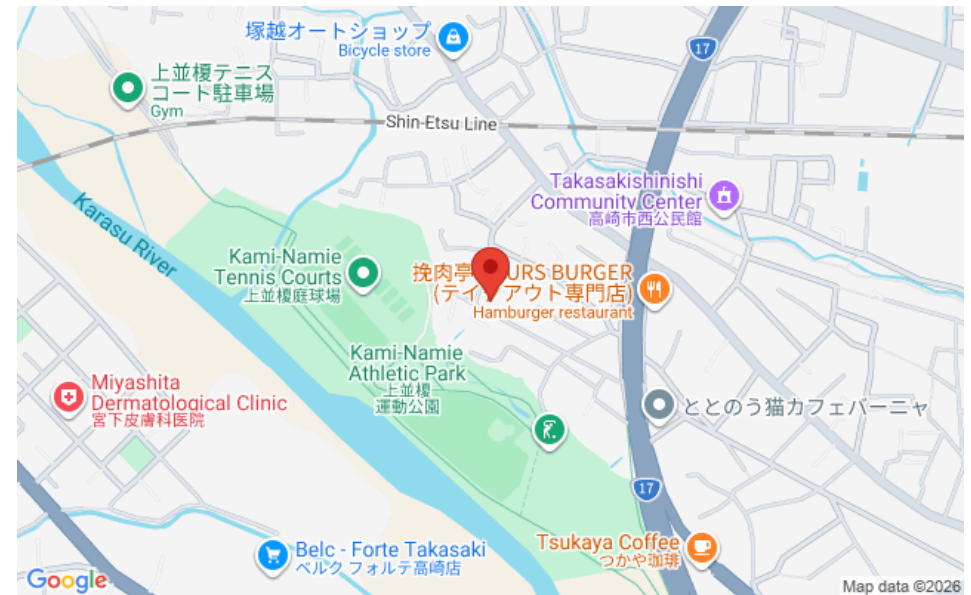 塚越オートショップ
Bicycle store
17
上並榎テニス
コート駐車場
Gym
Shin-Etsu Line
Takasakishinishi
Community Center
高崎市西公民館
Karasu River
Kami-Namie
Tennis Courts
上並榎庭球場
挽肉亭 URS BURGER
(テイ アウト専門店)
Hamburger restaurant
Kami-Namie
Athletic Park
上並榎
運動公園
Miyashita
Dermatological Clinic
宮下皮膚科医院
ととのう猫カフェバーニャ
17
Tsukaya Coffee
つかや珈琲
Belc - Forte Takasaki
ベルク フォルテ高崎店
Google
Map data ©2026